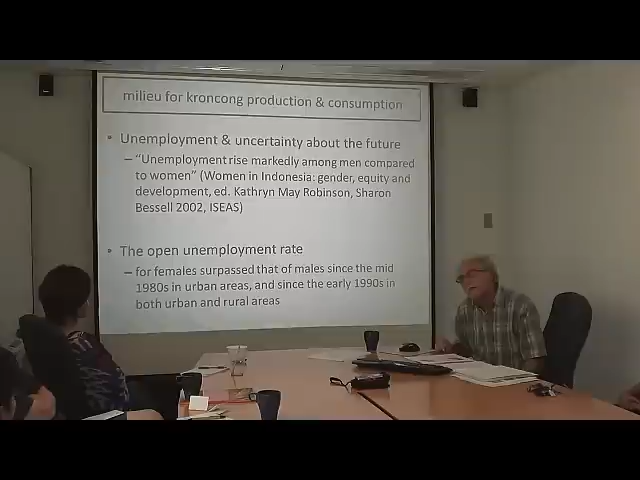 milieu for kroncong production & consumption
• Unemployment & uncertainty about the future
– "Unemployment rise markedly among men compared
to women" (Women in Indonesia: gender, equity and
development, ed. Kathryn May Robinson, Sharon
Bessell 2002, ISEAS)
• The open unemployment rate
– for females surpassed that of males since the mid
1980s in urban areas, and since the early 1990s in
both urban and rural areas